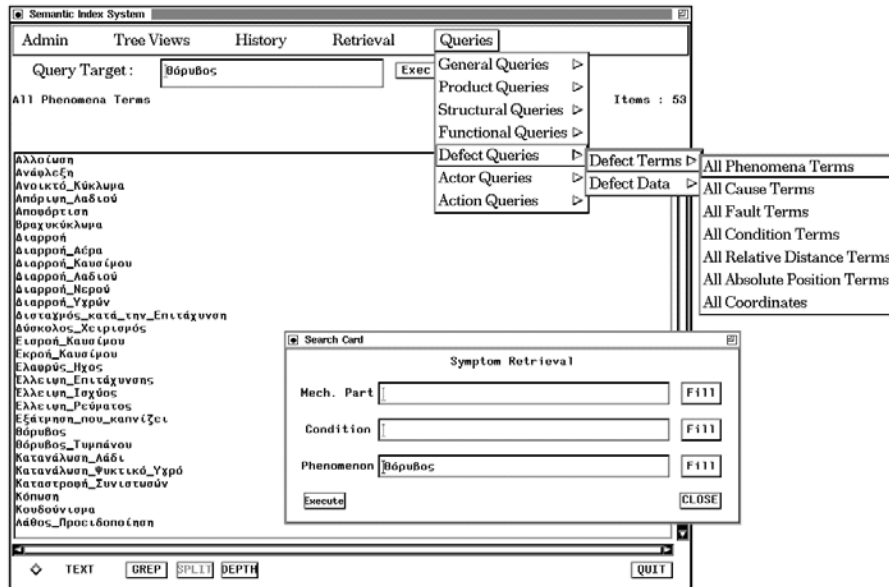 Semantic Index System
Admin Tree Views History Retrieval Queries
Query Target: Θόρυβος Exec
All Phenomena Terms Items : 53
General Queries
Product Queries
Structural Queries
Functional Queries
Defect Queries
Actor Queries
Action Queries
Defect Terms
Defect Data
All Phenomena Terms
All Cause Terms
All Fault Terms
All Condition Terms
All Relative Distance Terms
All Absolute Position Terms
All Coordinates
Αλλοίωση
Ανάφλεξη
Ανοικτό_Κύκλωμα
Απόριψη_Λαδιού
Αποφόρτιση
Βραχυκύκλωμα
Διαρροή
Διαρροή_Αέρα
Διαρροή_Καυσίμου
Διαρροή_Λαδιού
Διαρροή_Νερού
Διαρροή_Υγρών
Δισταγμός_κατά_την_Επιτάχυνση
Δύσκολος_Χειρισμός
Εισροή_Καυσίμου
Εκροή_Καυσίμου
Ελαφρύς_Ηχος
Έλλειψη_Επιτάχυνσης
Έλλειψη_Ισχύος
Ελλειψη_Ρεύματος
Εξάτμηση_που_καπνίζει
Θόρυβος
Θόρυβος_Τυμπάνου
Κατανάλωση_Λάδι
Κατανάλωση_Ψυκτικό_Υγρό
Καταστροφή_Συνιστωσών
Κόπωση
Κουδούνισμα
Λάθος_Προειδοποίηση
Search Card
Symptom Retrieval
Mech. Part Fill
Condition Fill
Phenomenon Θόρυβος Fill
Execute CLOSE
TEXT GREP SPLIT DEPTH QUIT